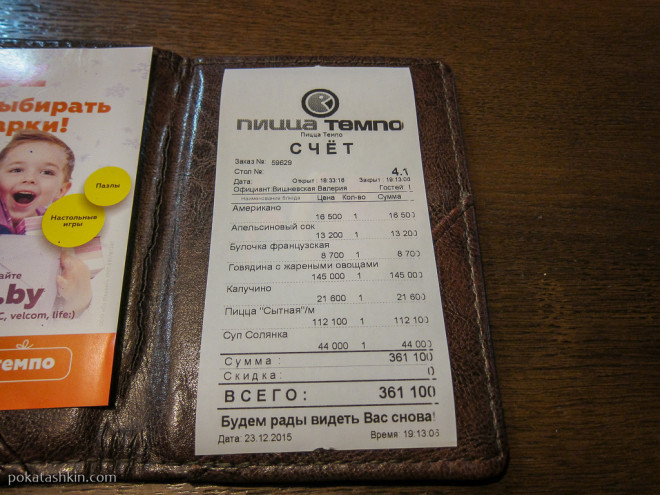 ыбирать
арки!
Пазлы
Настольные
игры
айте
.by
С, velcom, life:)
темпо
ПИЦЦА ТЕМПО
Пицца Темпо
СЧЁТ
Заказ №: 59629
Стол №: 4.1
Дата: Открыт: 18:33:18 Закрыт: 19:13:06
Официант:Вишневская Валерия Гостей: 1
Наименование блюда Цена Кол-во Сумма
Американо
16 500 1 16 500
Апельсиновый сок
13 200 1 13 200
Булочка французская
8 700 1 8 700
Говядина с жареными овощами
145 000 1 145 000
Капучино
21 600 1 21 600
Пицца "Сытная"/м
112 100 1 112 100
Суп Солянка
44 000 1 44 000
Сумма: 361 100
Скидка: 0
ВСЕГО: 361 100
Будем рады видеть Вас снова!
Дата: 23.12.2015 Время: 19:13:06
pokatashkin.com